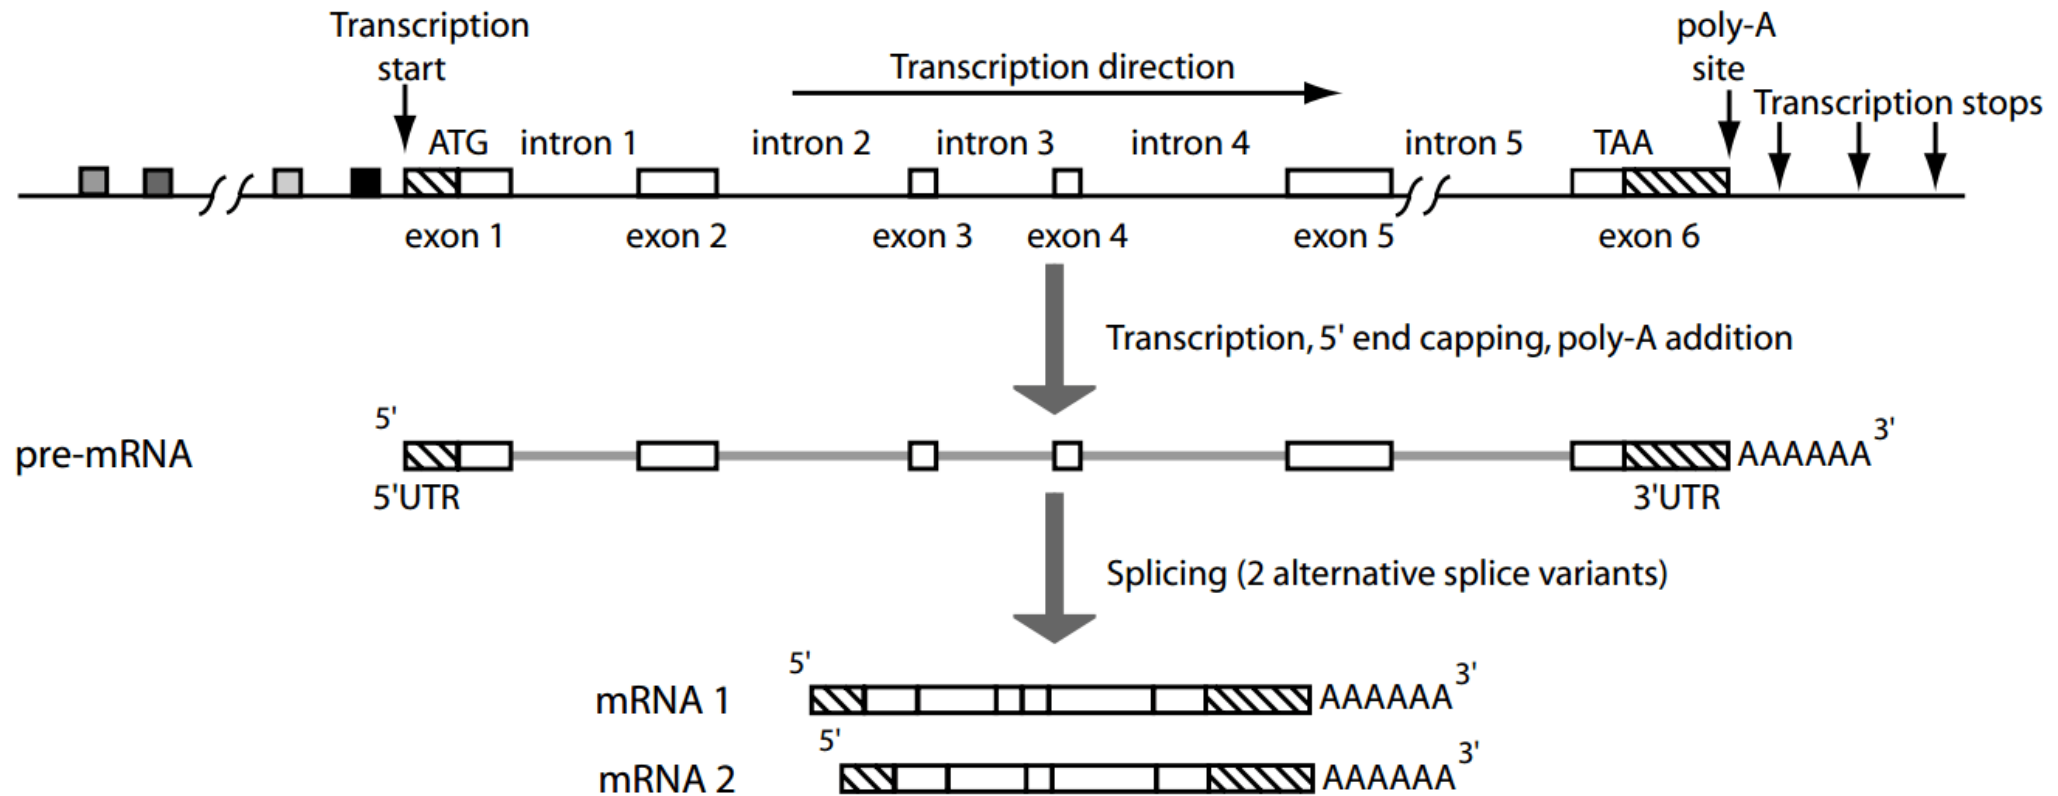 Transcription
start
Transcription direction
poly-A
site
Transcription stops
ATG
intron 1
intron 2
intron 3
intron 4
intron 5
TAA
exon 1
exon 2
exon 3
exon 4
exon 5
exon 6
Transcription, 5' end capping, poly-A addition
5'
pre-mRNA
AAAAAA
3'
5'UTR
3'UTR
Splicing (2 alternative splice variants)
5'
mRNA 1
AAAAAA
3'
5'
mRNA 2
AAAAAA
3'